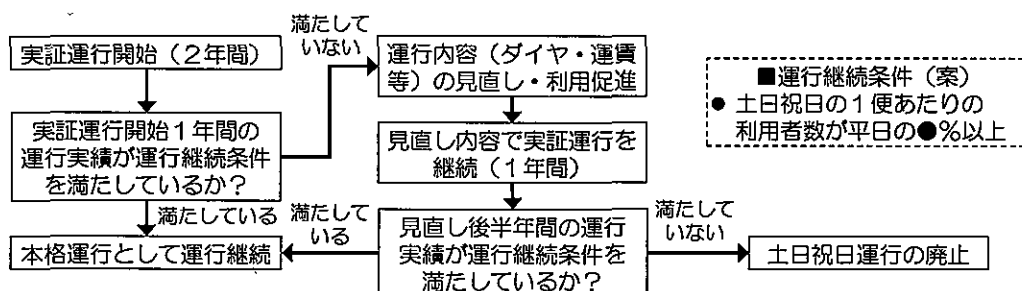 実証運行開始（2年間）
実証運行開始1年間の
運行実績が運行継続条件
を満たしているか？
満たして
いない
満たしている
本格運行として運行継続
運行内容（ダイヤ・運賃
等）の見直し・利用促進
見直し内容で実証運行を
継続（1年間）
見直し後半年間の運行
実績が運行継続条件を
満たしているか？
満たして
いる
満たして
いない
土日祝日運行の廃止
■運行継続条件（案）
● 土日祝日の1便あたりの
利用者数が平日の●%以上